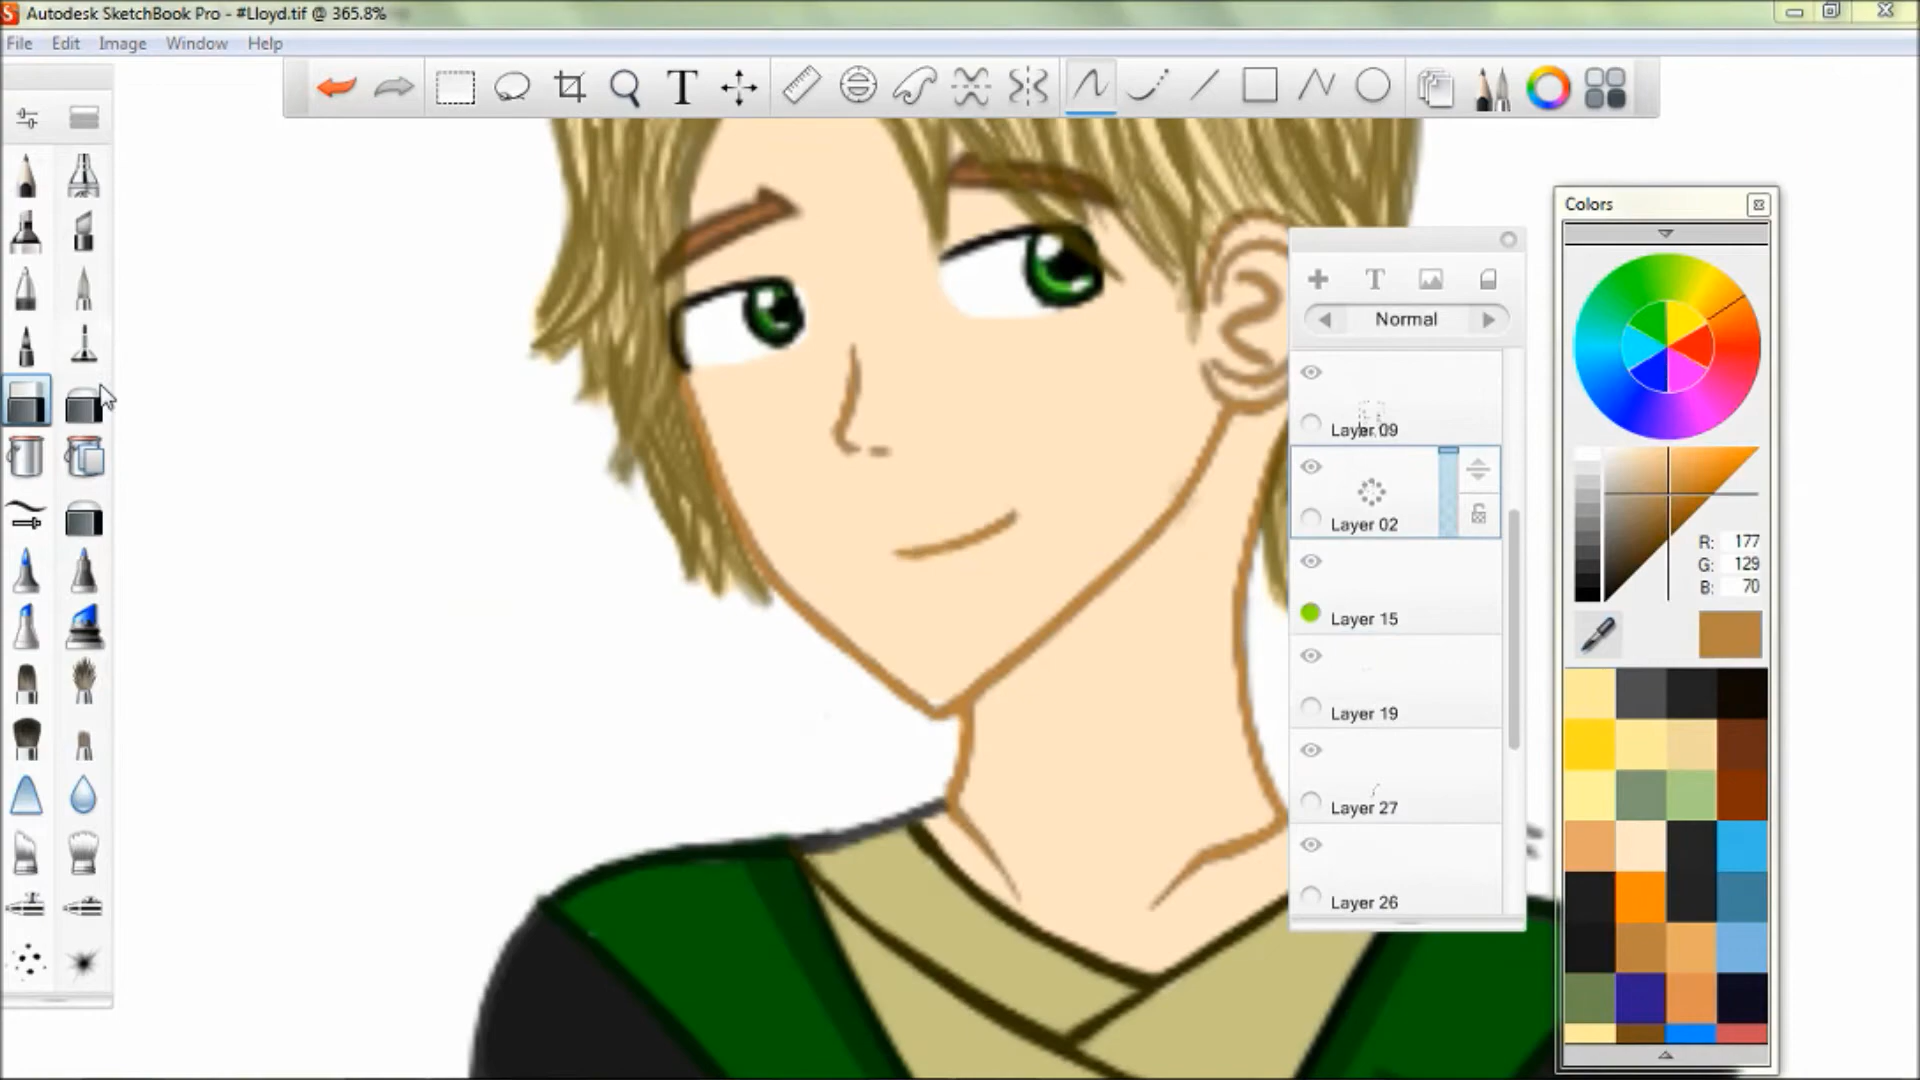 Autodesk SketchBook Pro - #Lloyd.tif @ 365.8%
File Edit Image Window Help
T
Colors
T
Normal
Layer 09
Layer 02
Layer 15
Layer 19
Layer 27
Layer 26
R: 177
G: 129
B: 70